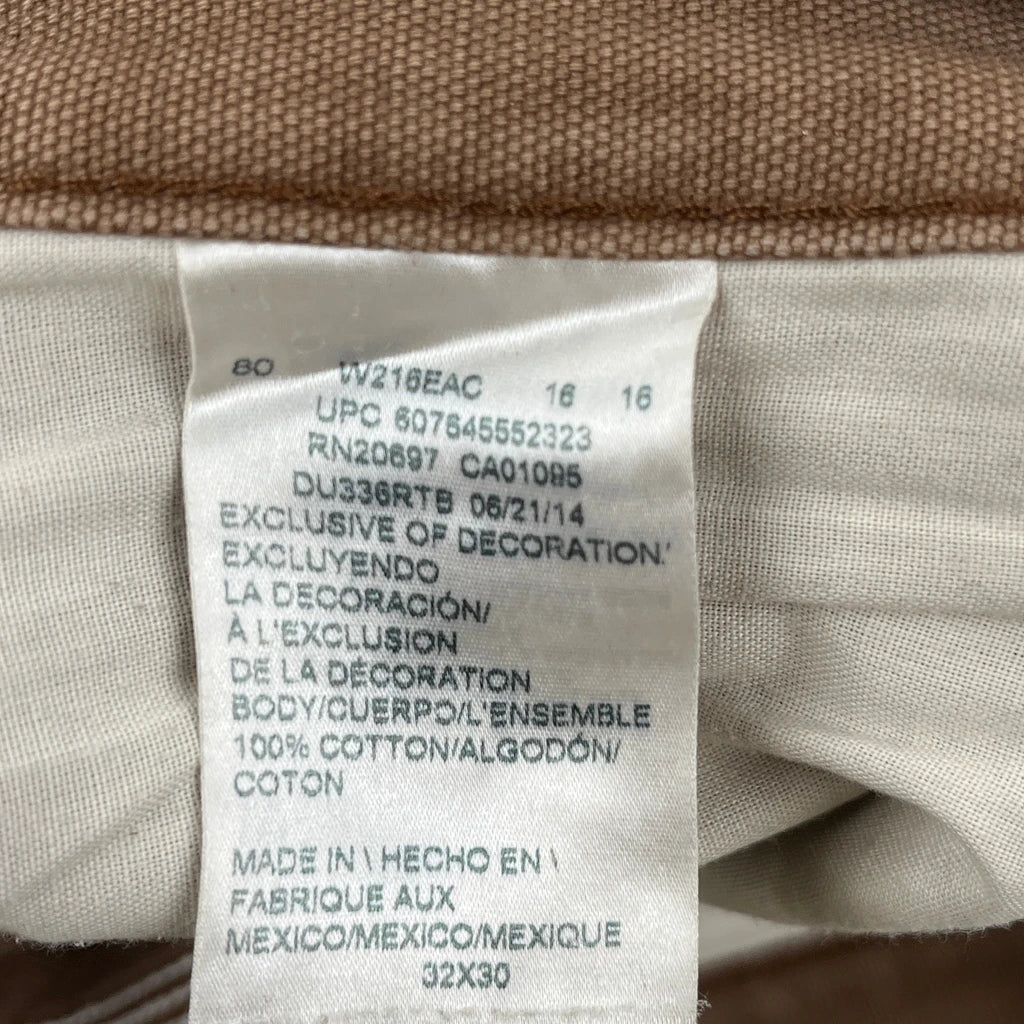 80 W216EAC 16 16
UPC 607645552323
RN20697 CA01095
DU336RTB 06/21/14
EXCLUSIVE OF DECORATION/
EXCLUYENDO
LA DECORACIÓN/
À L'EXCLUSION
DE LA DÉCORATION
BODY/CUERPO/L'ENSEMBLE
100% COTTON/ALGODÓN/
COTON
MADE IN \ HECHO EN \
FABRIQUE AUX
MEXICO/MEXICO/MEXIQUE
32X30